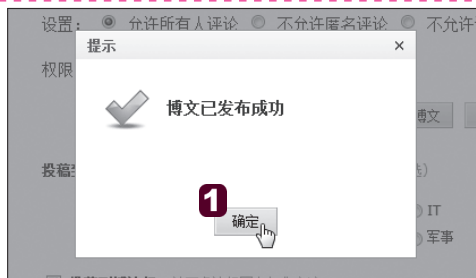 设置： 允许所有人评论 不允许匿名评论 不允许
提示 ×
权限
博文已发布成功
博文
投稿
1
确定
IT
军事